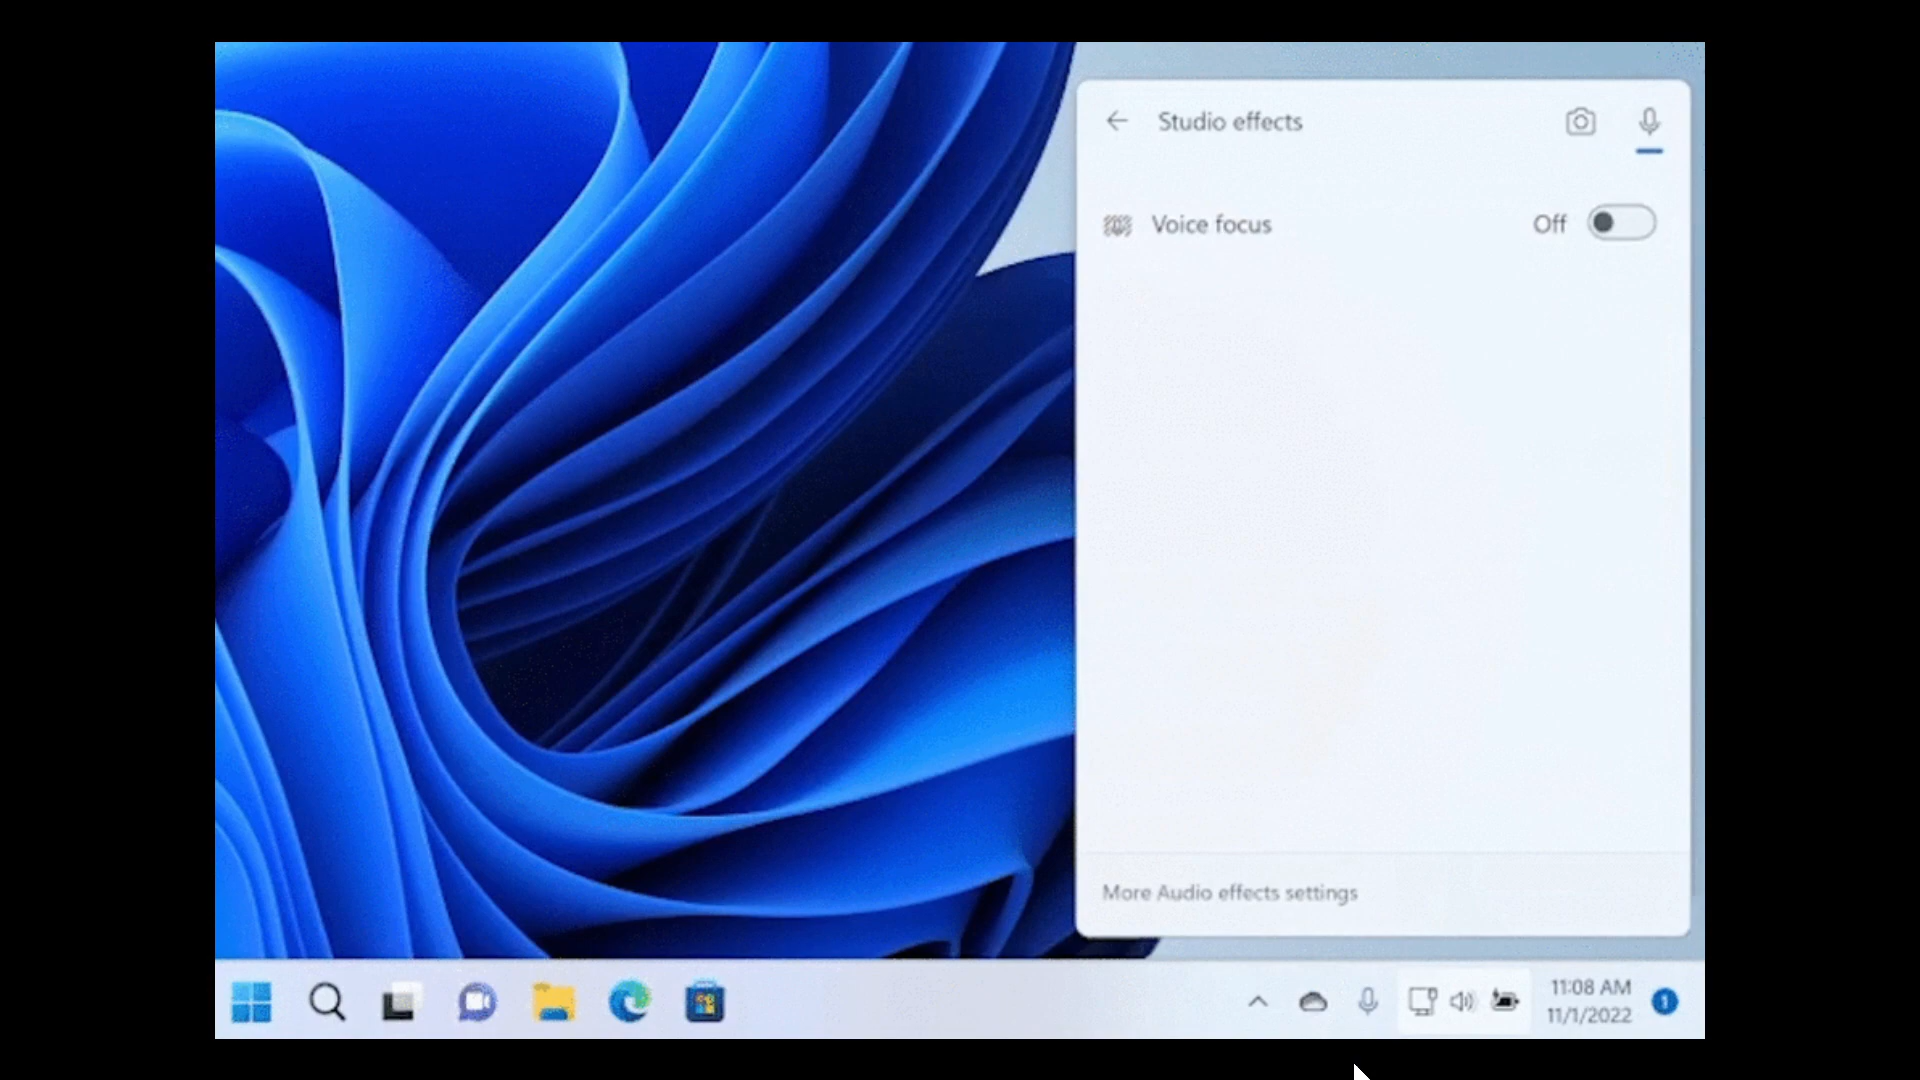 Studio effects
Voice focus
Off
More Audio effects settings
11:08 AM
11/1/2022
1